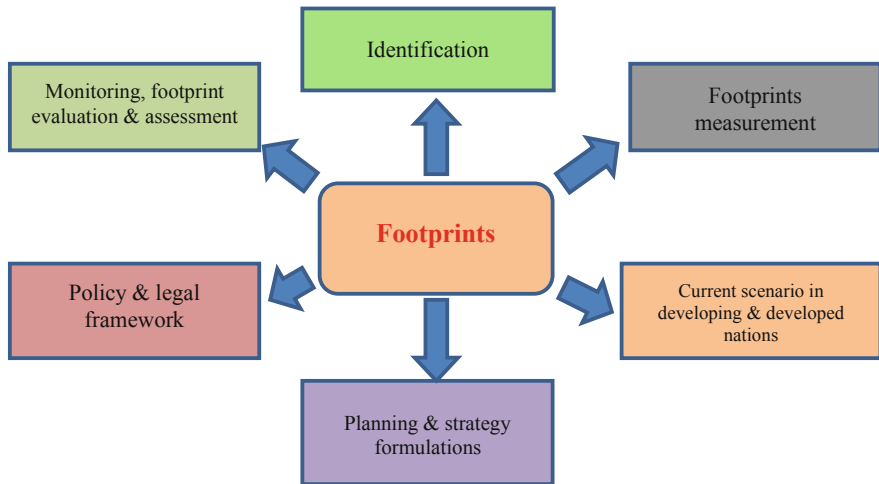 Identification
Monitoring, footprint
evaluation & assessment
Footprints
measurement
Footprints
Policy & legal
framework
Current scenario in
developing & developed
nations
Planning & strategy
formulations